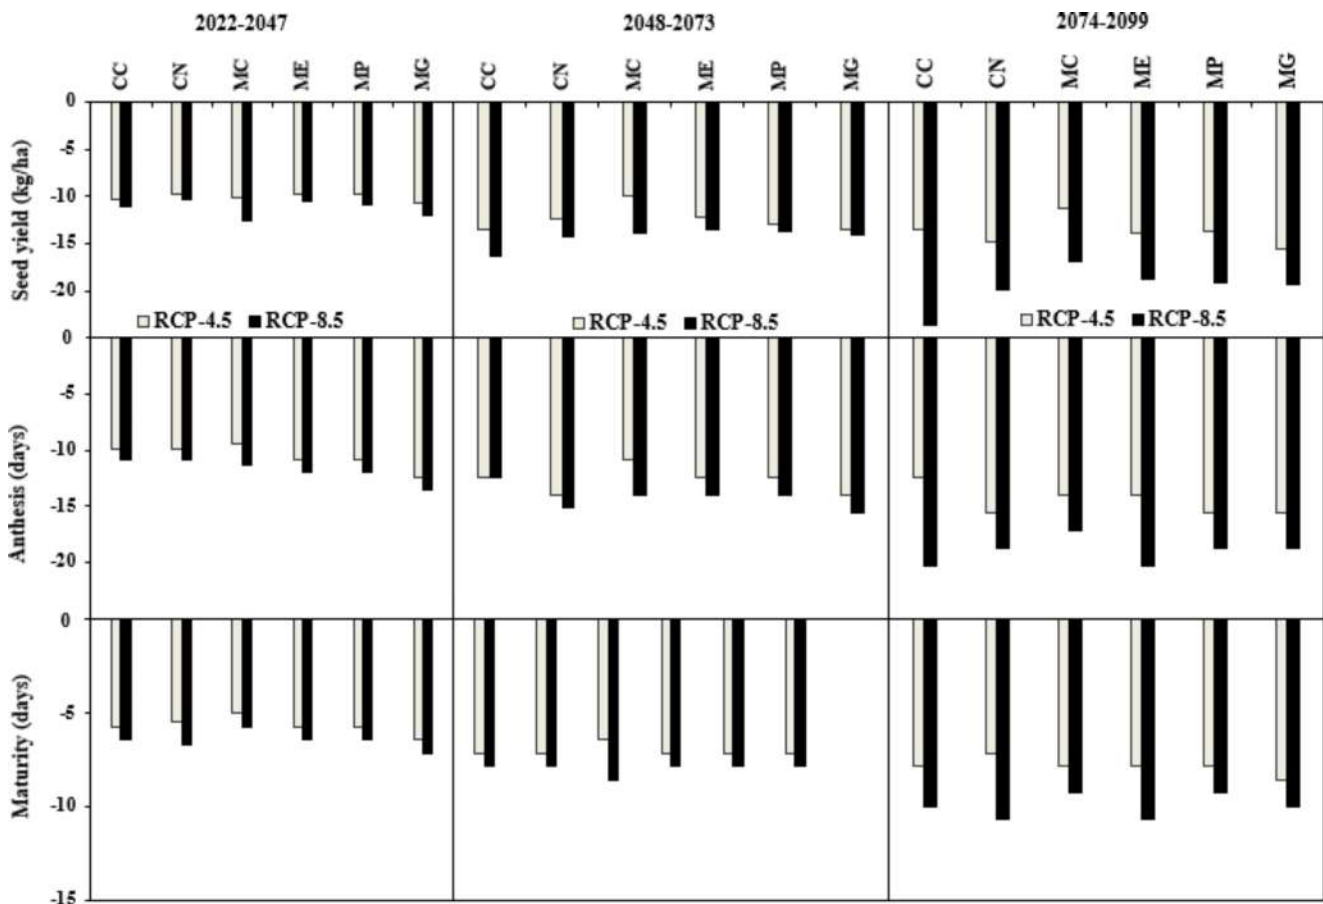 2022-2047 2048-2073 2074-2099
CC CN MC ME MP MG CC CN MC ME MP MG CC CN MC ME MP MG
Seed yield (kg/ha)
0
-5
-10
-15
-20
RCP-4.5 RCP-8.5 RCP-4.5 RCP-8.5 RCP-4.5 RCP-8.5
Anthesis (days)
0
-5
-10
-15
-20
Maturity (days)
0
-5
-10
-15